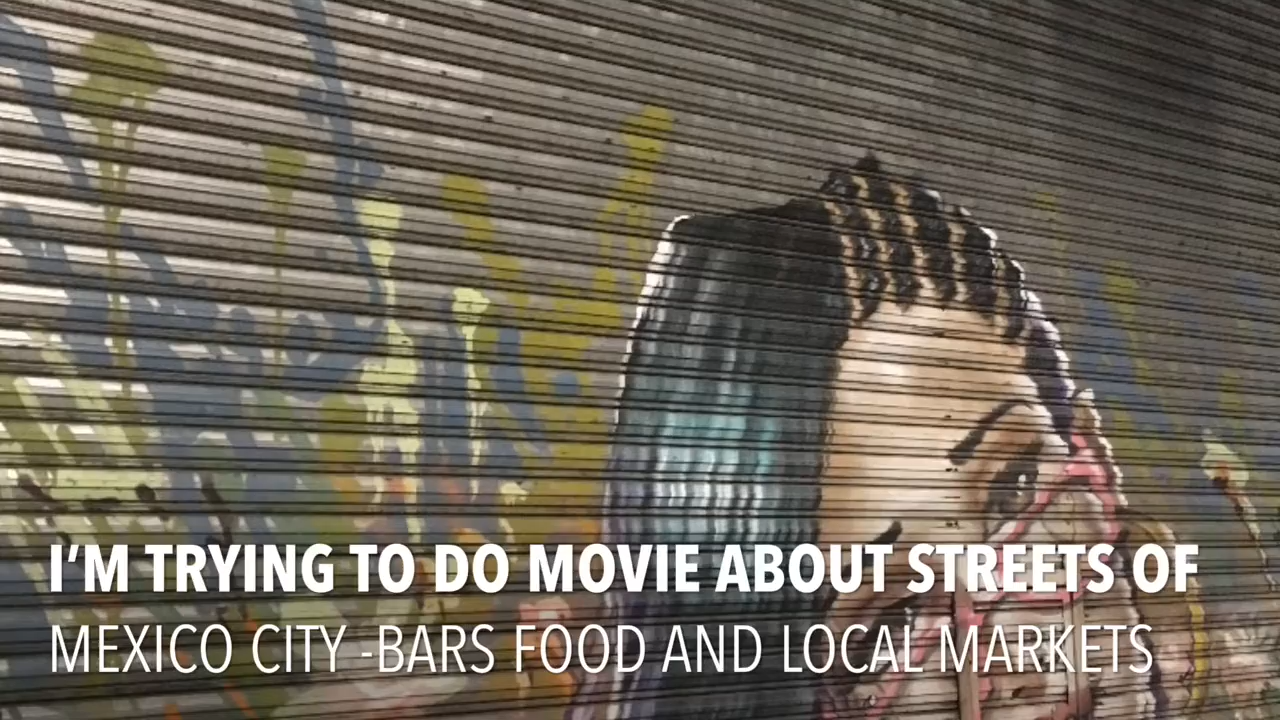 I'M TRYING TO DO MOVIE ABOUT STREETS OF
MEXICO CITY -BARS FOOD AND LOCAL MARKETS